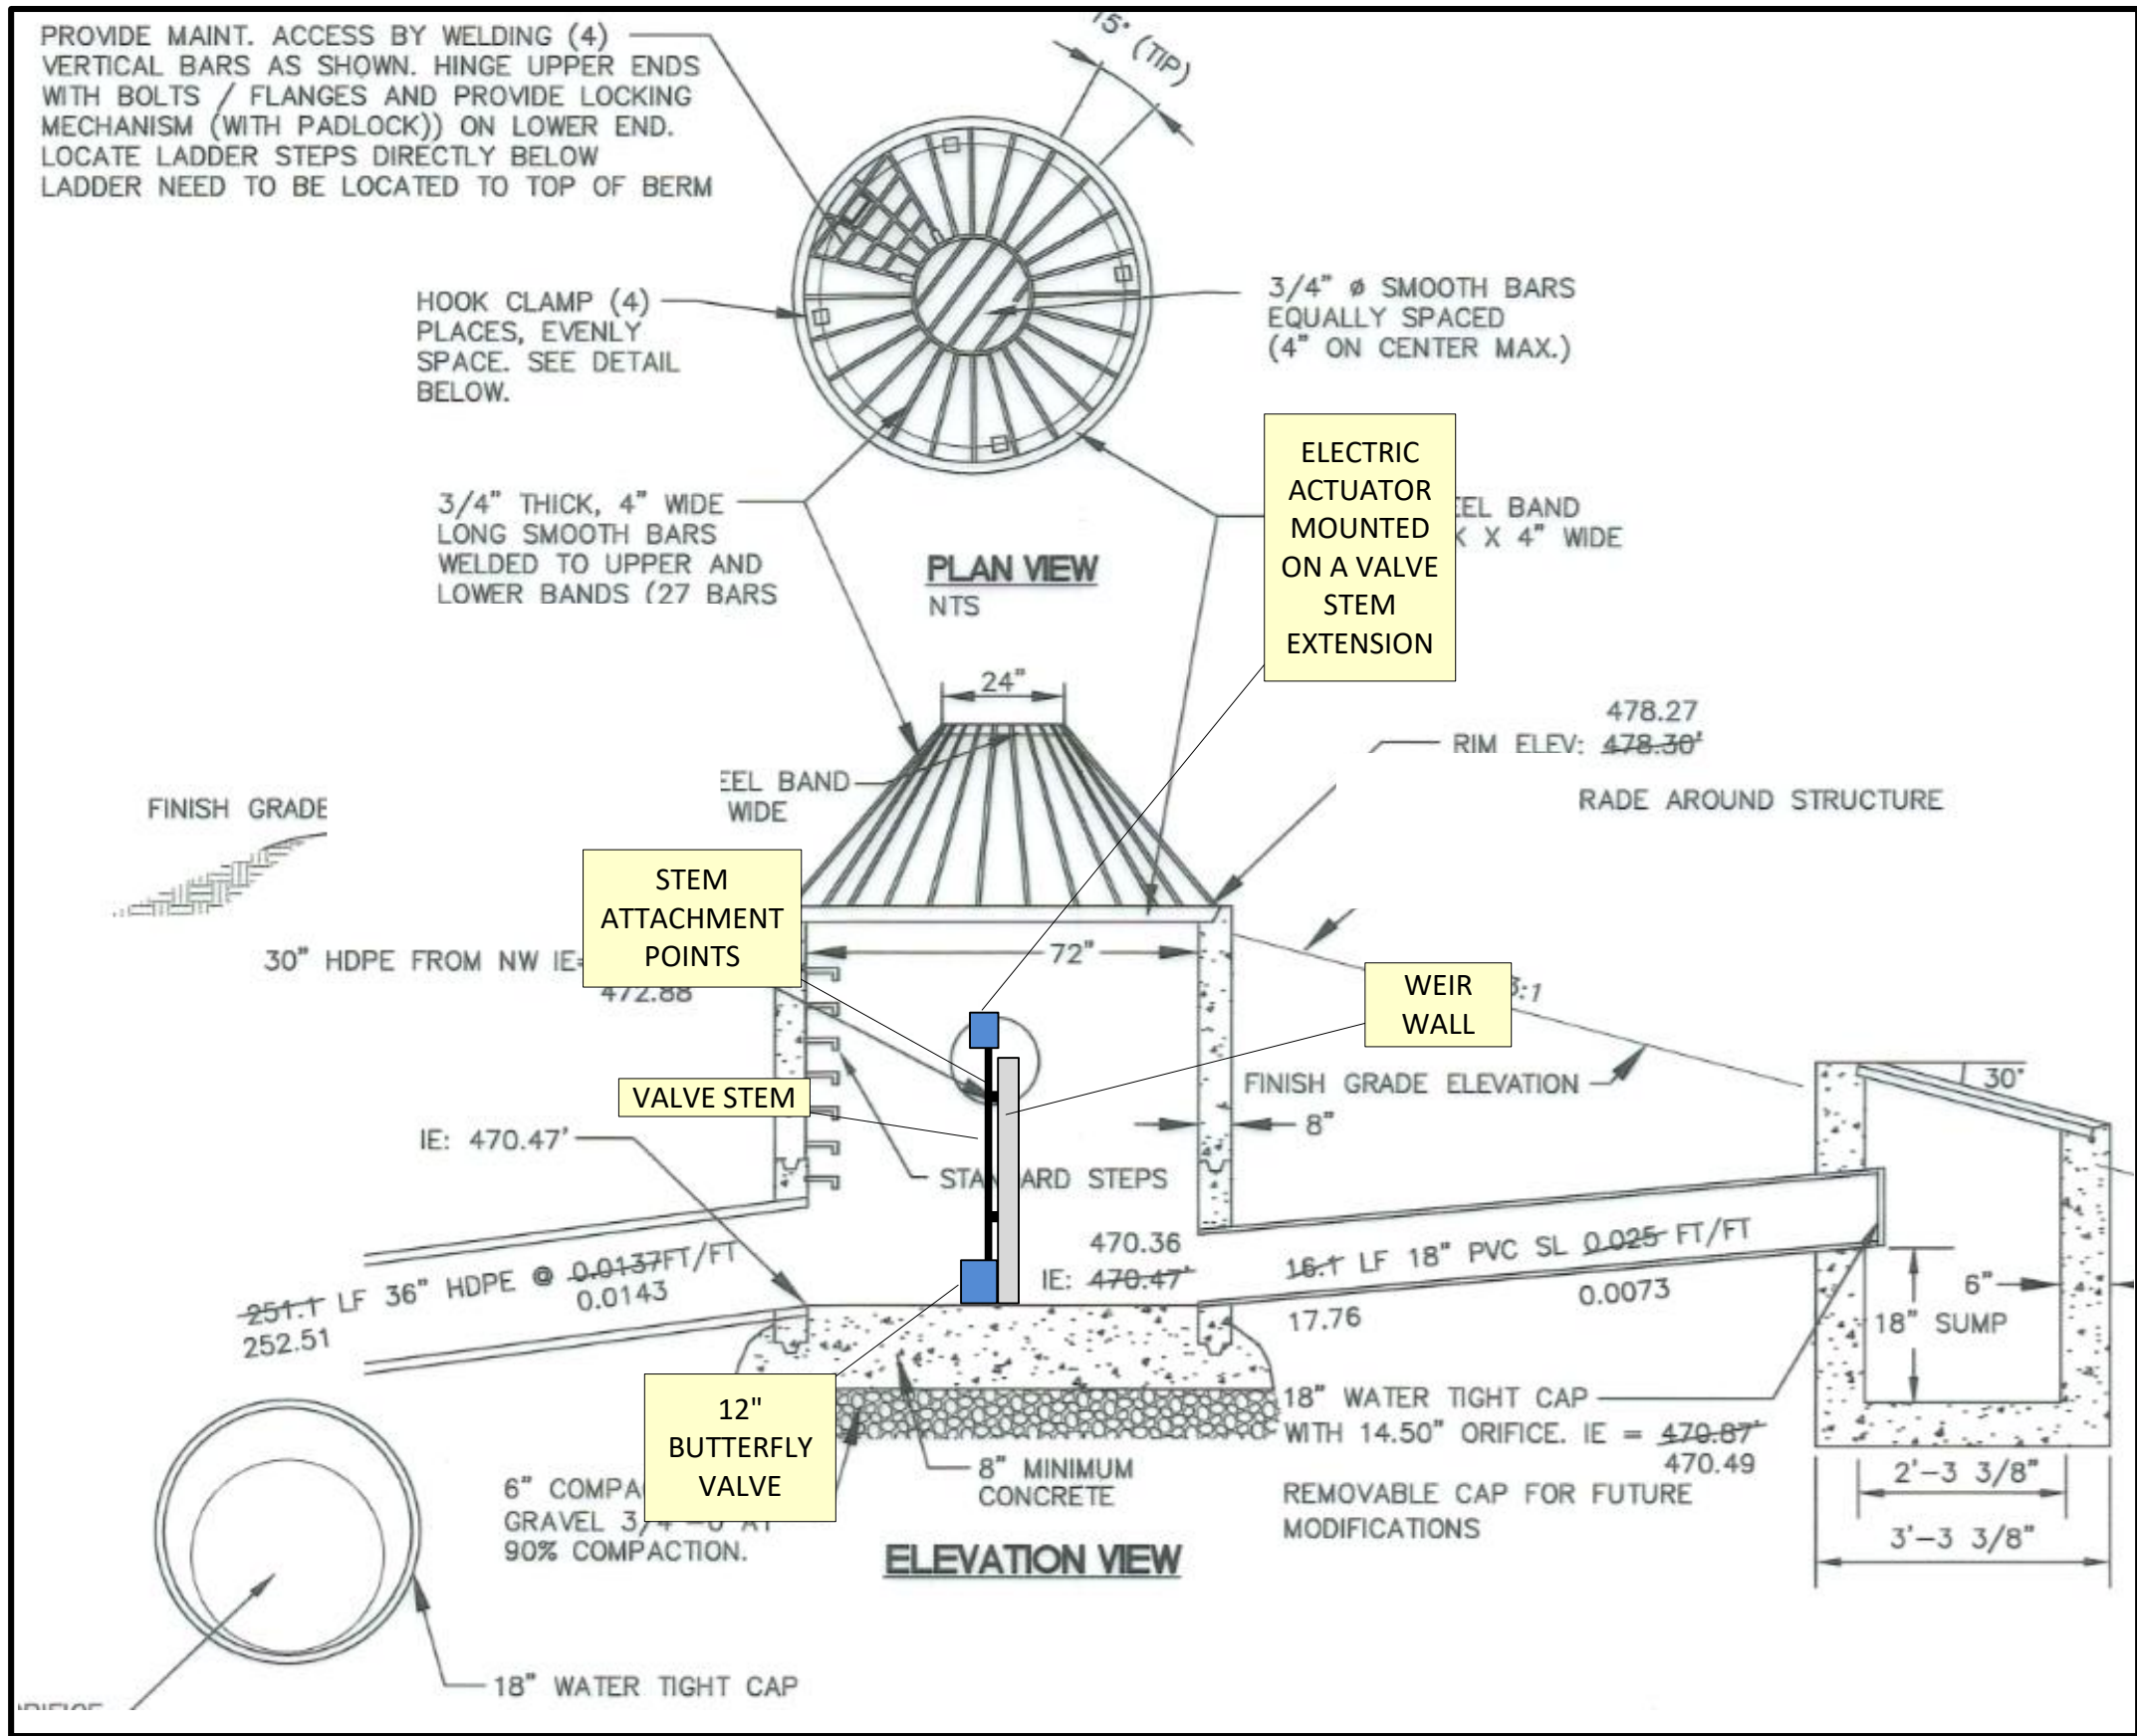 PROVIDE MAINT. ACCESS BY WELDING (4)
VERTICAL BARS AS SHOWN. HINGE UPPER ENDS
WITH BOLTS / FLANGES AND PROVIDE LOCKING
MECHANISM (WITH PADLOCK)) ON LOWER END.
LOCATE LADDER STEPS DIRECTLY BELOW
LADDER NEED TO BE LOCATED TO TOP OF BERM
15° (TIP)
HOOK CLAMP (4)
PLACES, EVENLY
SPACE. SEE DETAIL
BELOW.
3/4" ø SMOOTH BARS
EQUALLY SPACED
(4" ON CENTER MAX.)
3/4" THICK, 4" WIDE
LONG SMOOTH BARS
WELDED TO UPPER AND
LOWER BANDS (27 BARS
ELECTRIC
ACTUATOR
MOUNTED
ON A VALVE
STEM
EXTENSION
EEL BAND
K X 4" WIDE
PLAN VIEW
NTS
24"
478.27
RIM ELEV: 478.30'
EEL BAND
WIDE
RADE AROUND STRUCTURE
FINISH GRADE
STEM
ATTACHMENT
POINTS
30" HDPE FROM NW IE=
472.88
72"
WEIR
WALL
3:1
VALVE STEM
FINISH GRADE ELEVATION
30°
IE: 470.47'
8"
STANDARD STEPS
470.36
IE: 470.47'
251.1 LF 36" HDPE @ 0.0137FT/FT
252.51
0.0143
16.1 LF 18" PVC SL 0.025 FT/FT
17.76
0.0073
6"
18" SUMP
12"
BUTTERFLY
VALVE
18" WATER TIGHT CAP
WITH 14.50" ORIFICE. IE = 470.87'
470.49
REMOVABLE CAP FOR FUTURE
MODIFICATIONS
2'-3 3/8"
3'-3 3/8"
6" COMPA
GRAVEL 3/4"-0 AT
90% COMPACTION.
8" MINIMUM
CONCRETE
ELEVATION VIEW
18" WATER TIGHT CAP